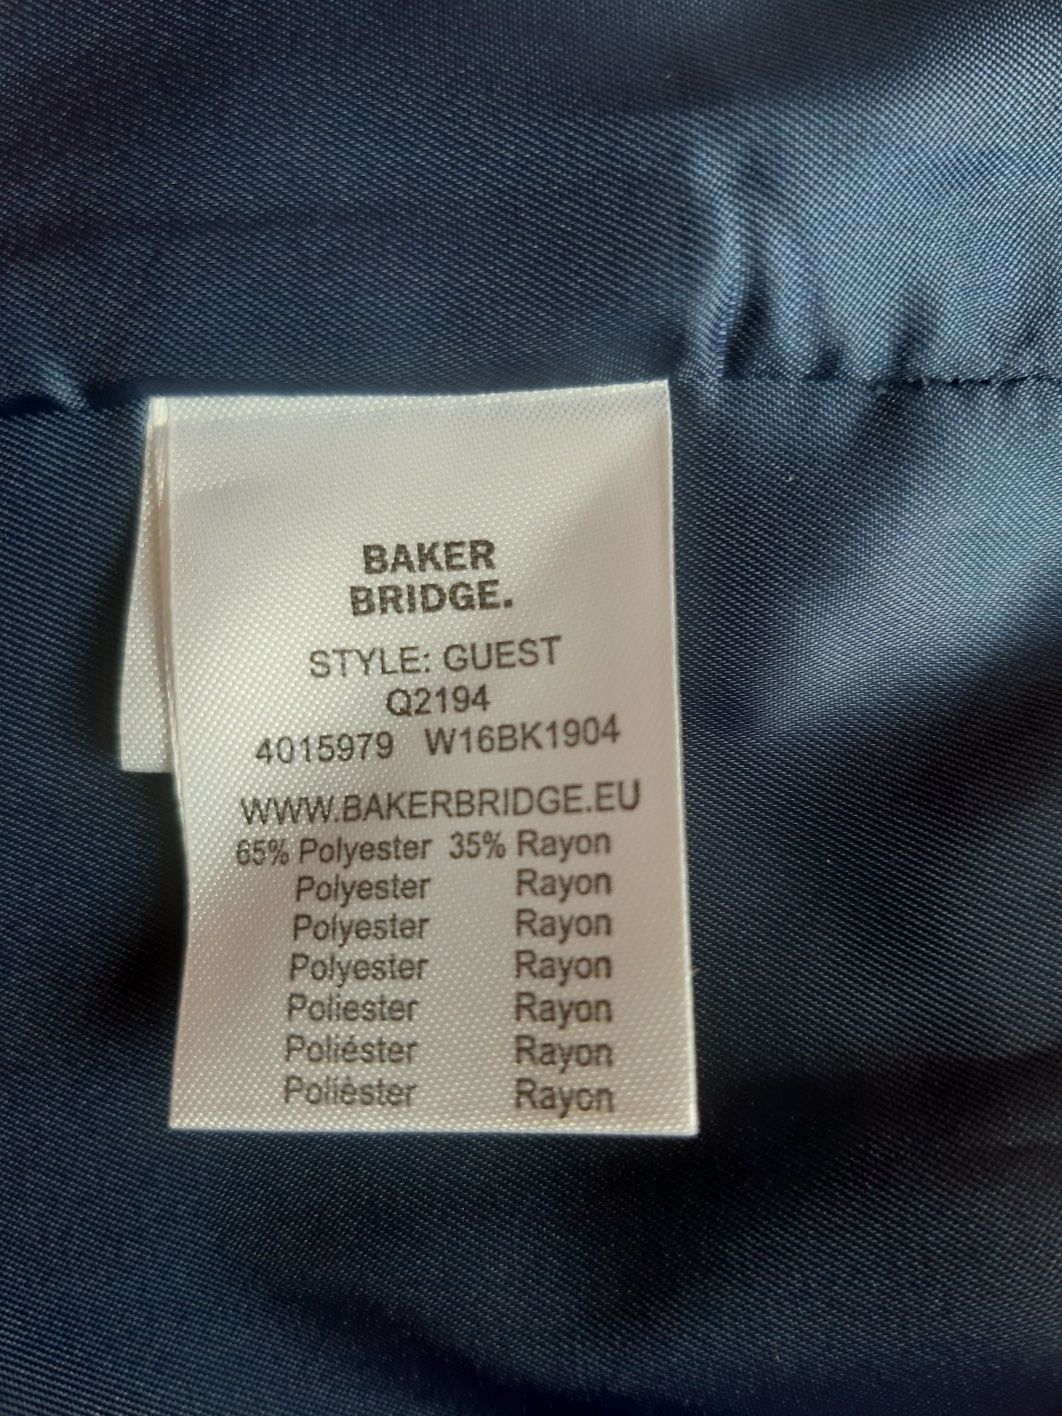 BAKER
BRIDGE.
STYLE: GUEST
Q2194
4015979 W16BK1904
WWW.BAKERBRIDGE.EU
65% Polyester 35% Rayon
Polyester Rayon
Polyester Rayon
Polyester Rayon
Poliester Rayon
Poliéster Rayon
Poliéster Rayon